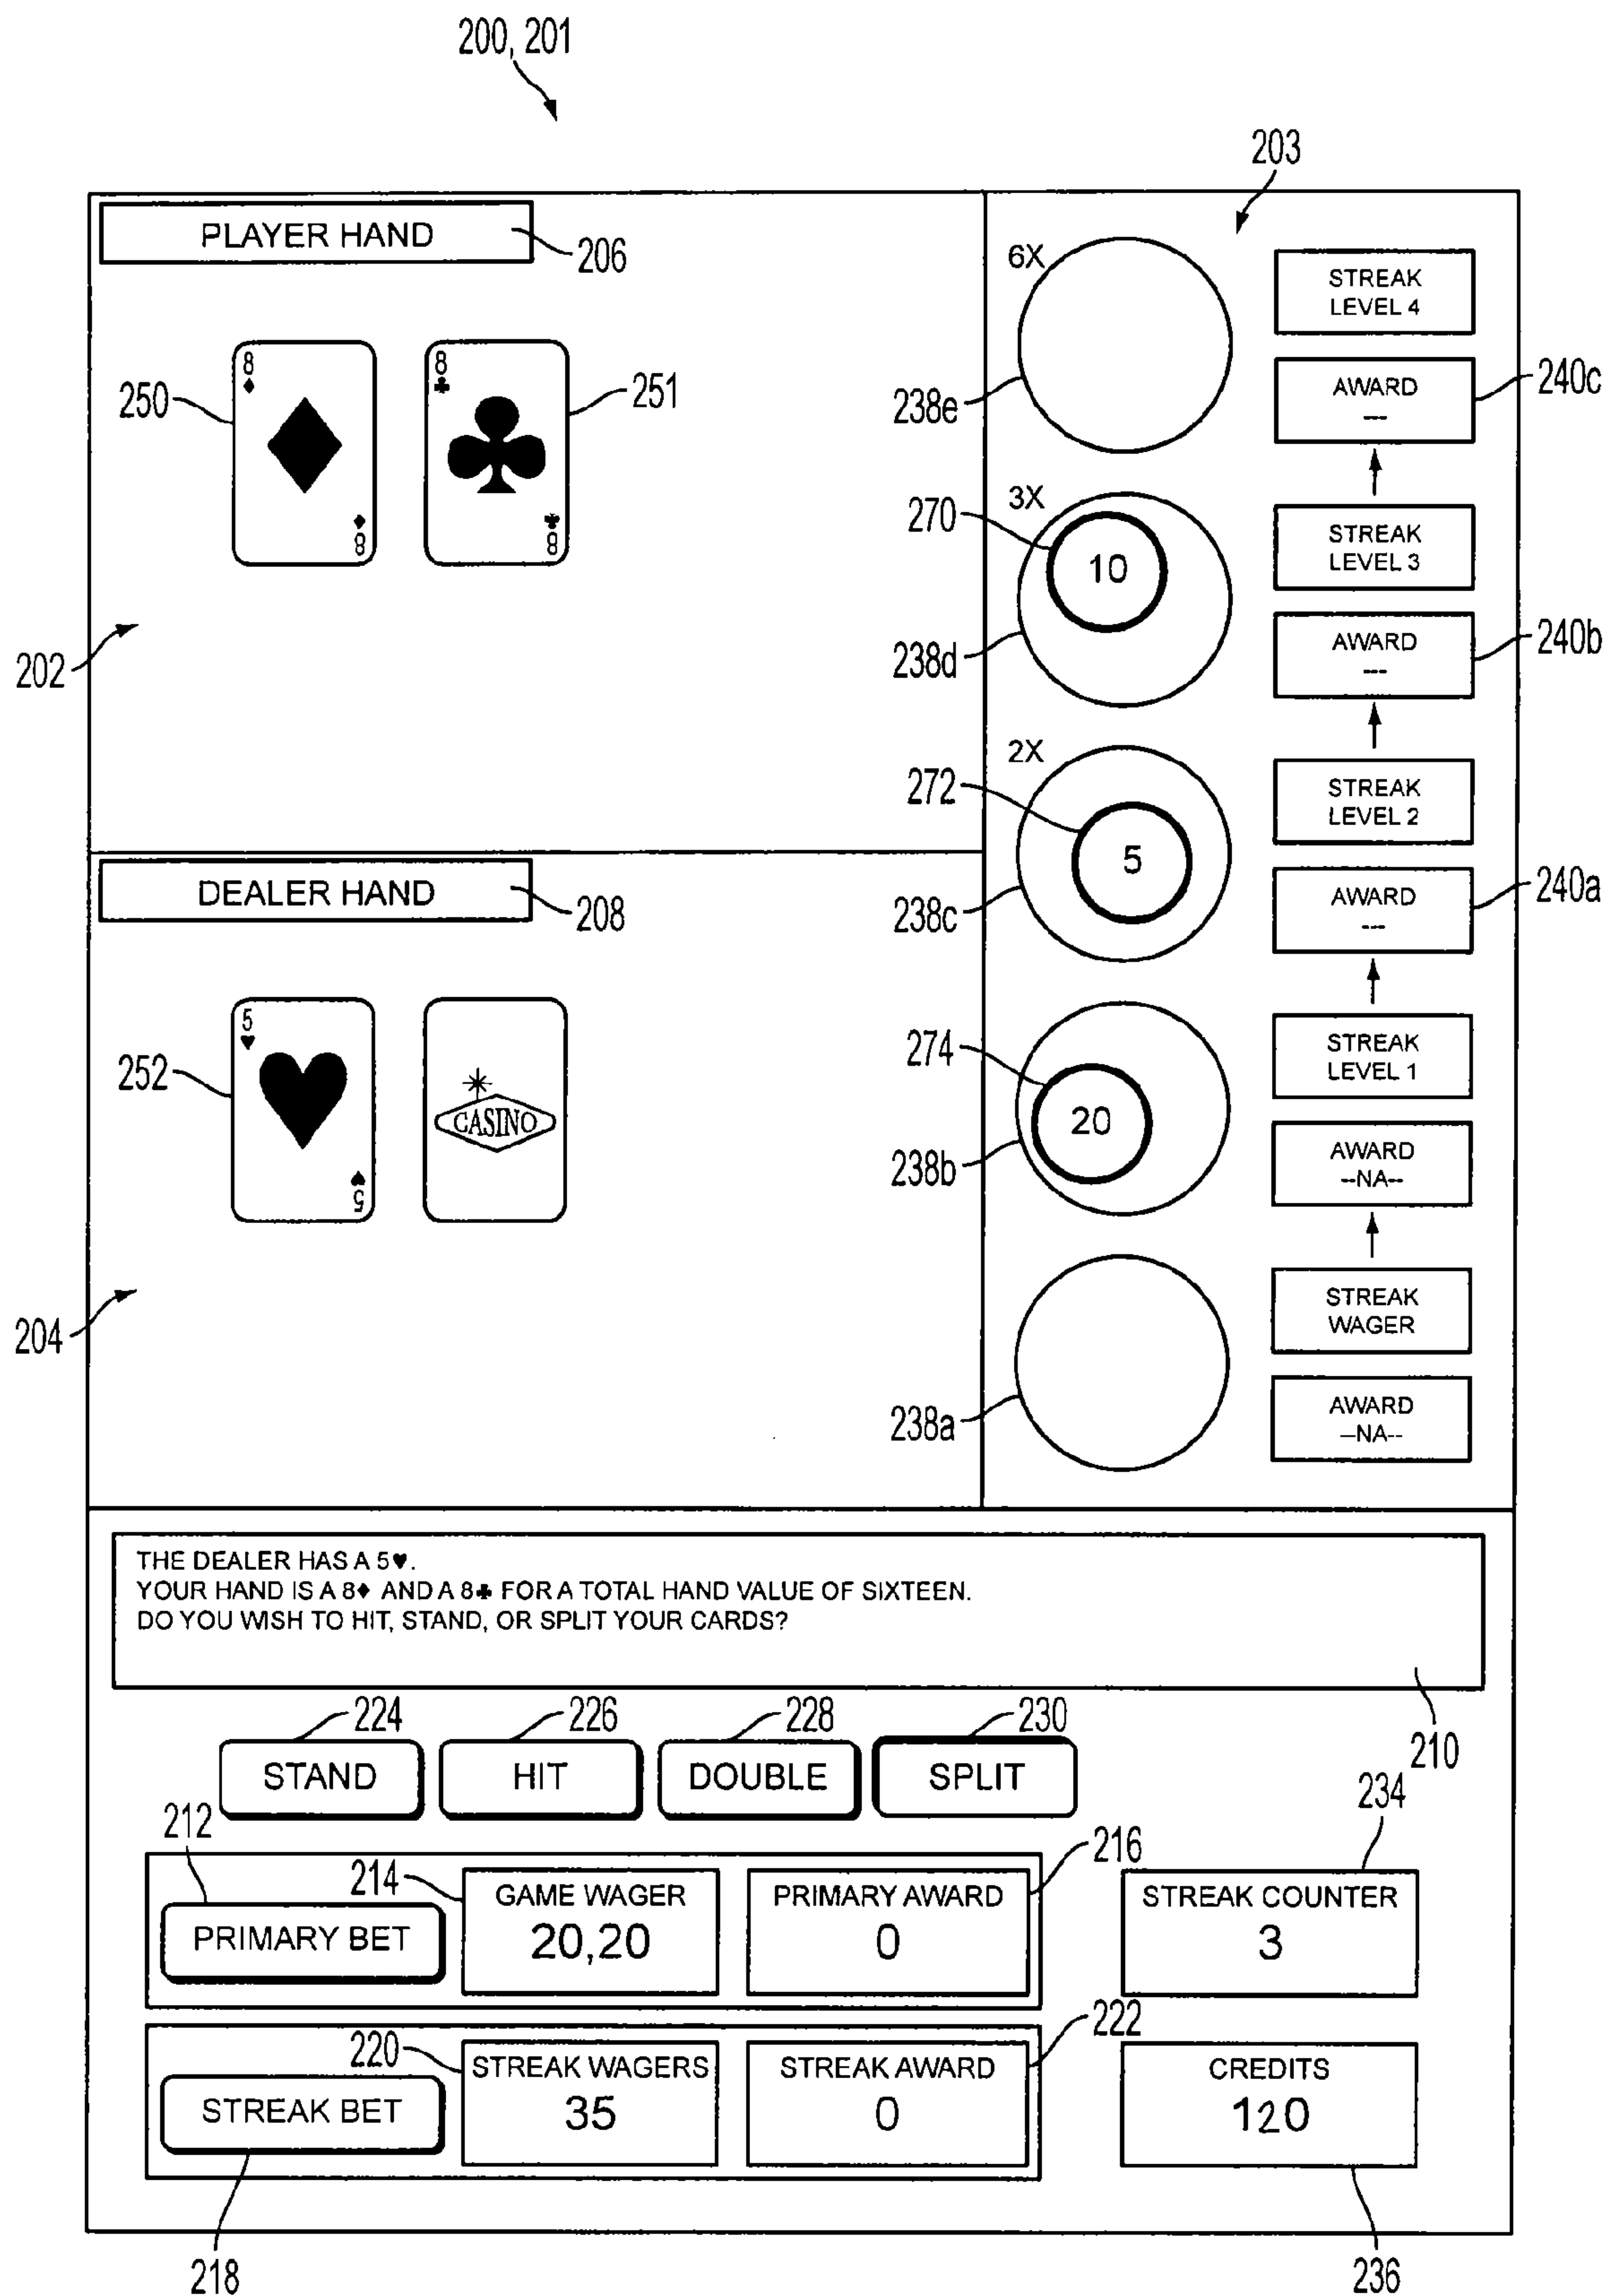 200, 201
203
PLAYER HAND
206
8♦
8♦
250
8♣
8♣
251
202
DEALER HAND
208
5♥
5♥
252
CASINO
204
6X
238e
STREAK
LEVEL 4
AWARD
---
240c
3X
270
10
238d
STREAK
LEVEL 3
AWARD
---
240b
2X
272
5
238c
STREAK
LEVEL 2
AWARD
---
240a
274
20
238b
STREAK
LEVEL 1
AWARD
--NA--
238a
STREAK
WAGER
AWARD
--NA--
THE DEALER HAS A 5♥.
YOUR HAND IS A 8♦ AND A 8♣ FOR A TOTAL HAND VALUE OF SIXTEEN.
DO YOU WISH TO HIT, STAND, OR SPLIT YOUR CARDS?
210
224
226
228
230
STAND
HIT
DOUBLE
SPLIT
212
PRIMARY BET
214
GAME WAGER
20,20
PRIMARY AWARD
0
216
234
STREAK COUNTER
3
STREAK BET
218
220
STREAK WAGERS
35
STREAK AWARD
0
222
CREDITS
120
236